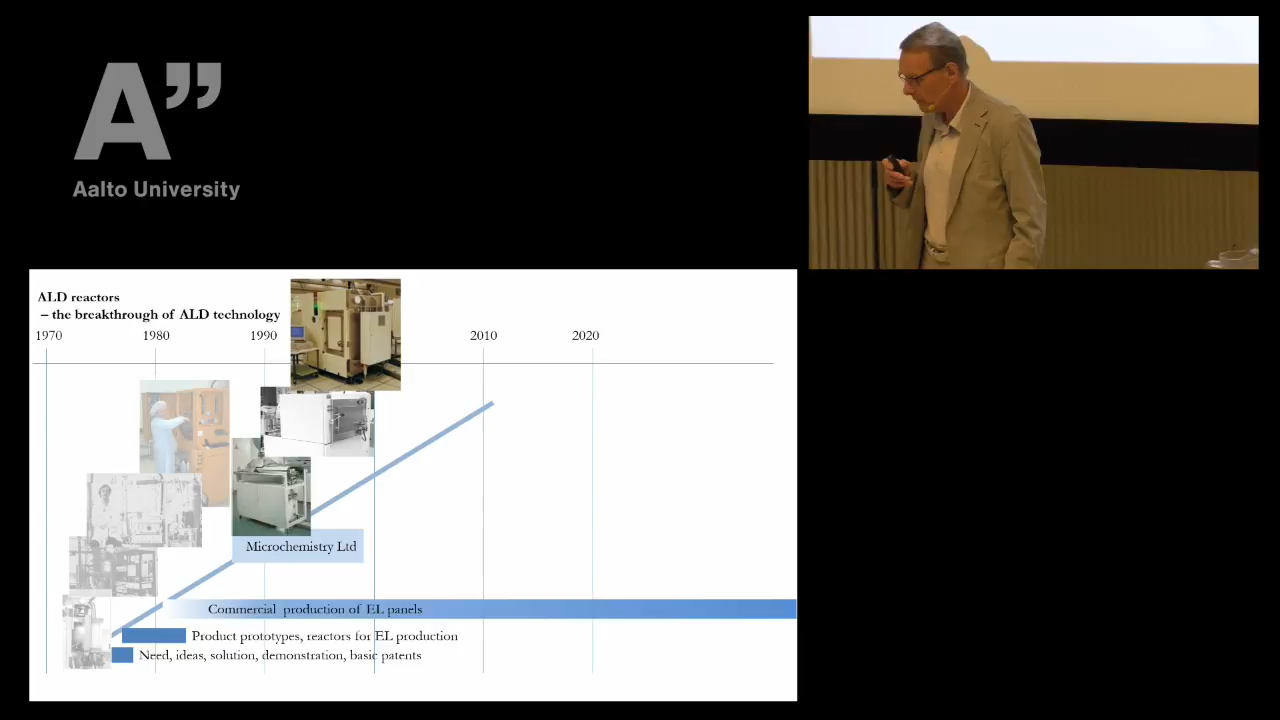 A”
Aalto University
ALD reactors
– the breakthrough of ALD technology
1970 1980 1990 2010 2020
Microchemistry Ltd
Commercial production of EL panels
Product prototypes, reactors for EL production
Need, ideas, solution, demonstration, basic patents